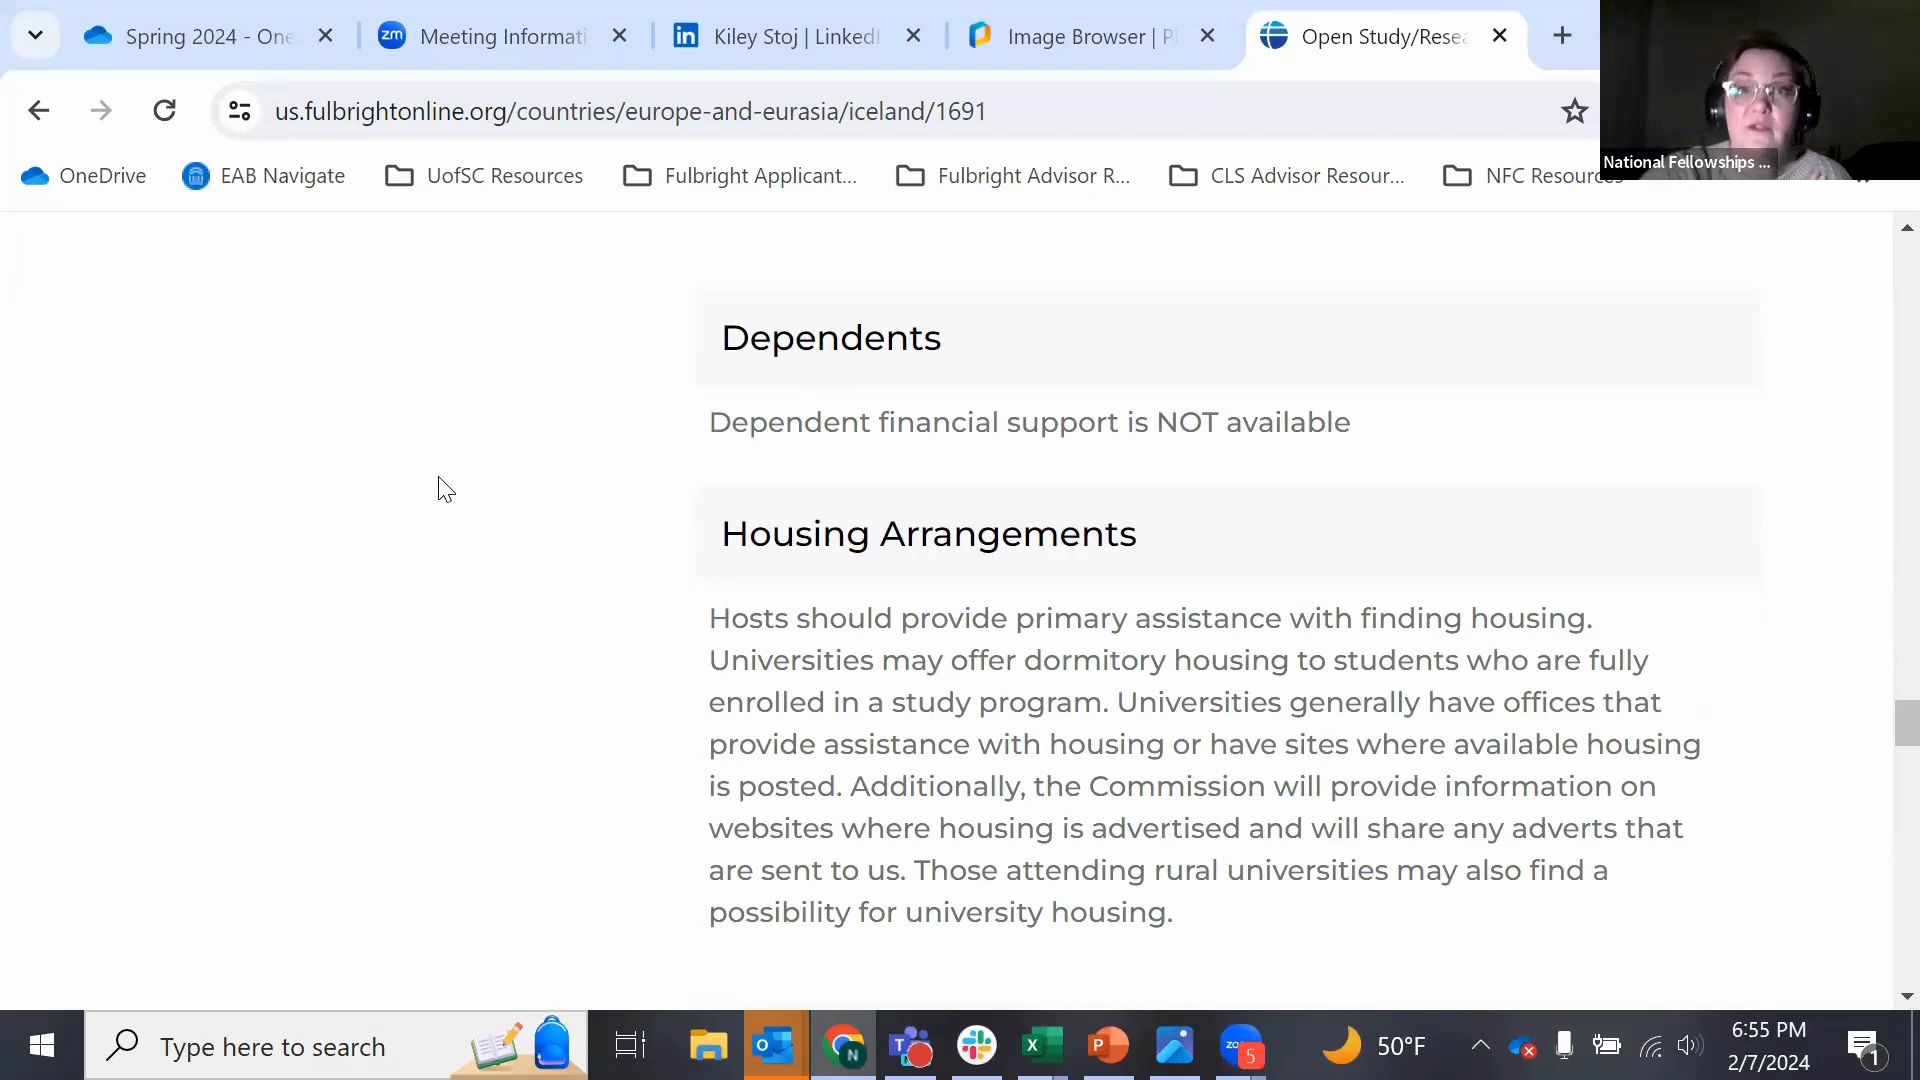 Spring 2024 - One
zm
Meeting Informati
in
Kiley Stoj | LinkedI
Image Browser | P
Open Study/Resea
us.fulbrightonline.org/countries/europe-and-eurasia/iceland/1691
National Fellowships ...
OneDrive
EAB Navigate
UofSC Resources
Fulbright Applicant...
Fulbright Advisor R...
CLS Advisor Resour...
NFC Resources
Dependents
Dependent financial support is NOT available
Housing Arrangements
Hosts should provide primary assistance with finding housing.
Universities may offer dormitory housing to students who are fully
enrolled in a study program. Universities generally have offices that
provide assistance with housing or have sites where available housing
is posted. Additionally, the Commission will provide information on
websites where housing is advertised and will share any adverts that
are sent to us. Those attending rural universities may also find a
possibility for university housing.
Type here to search
N
5
50°F
6:55 PM
2/7/2024
1